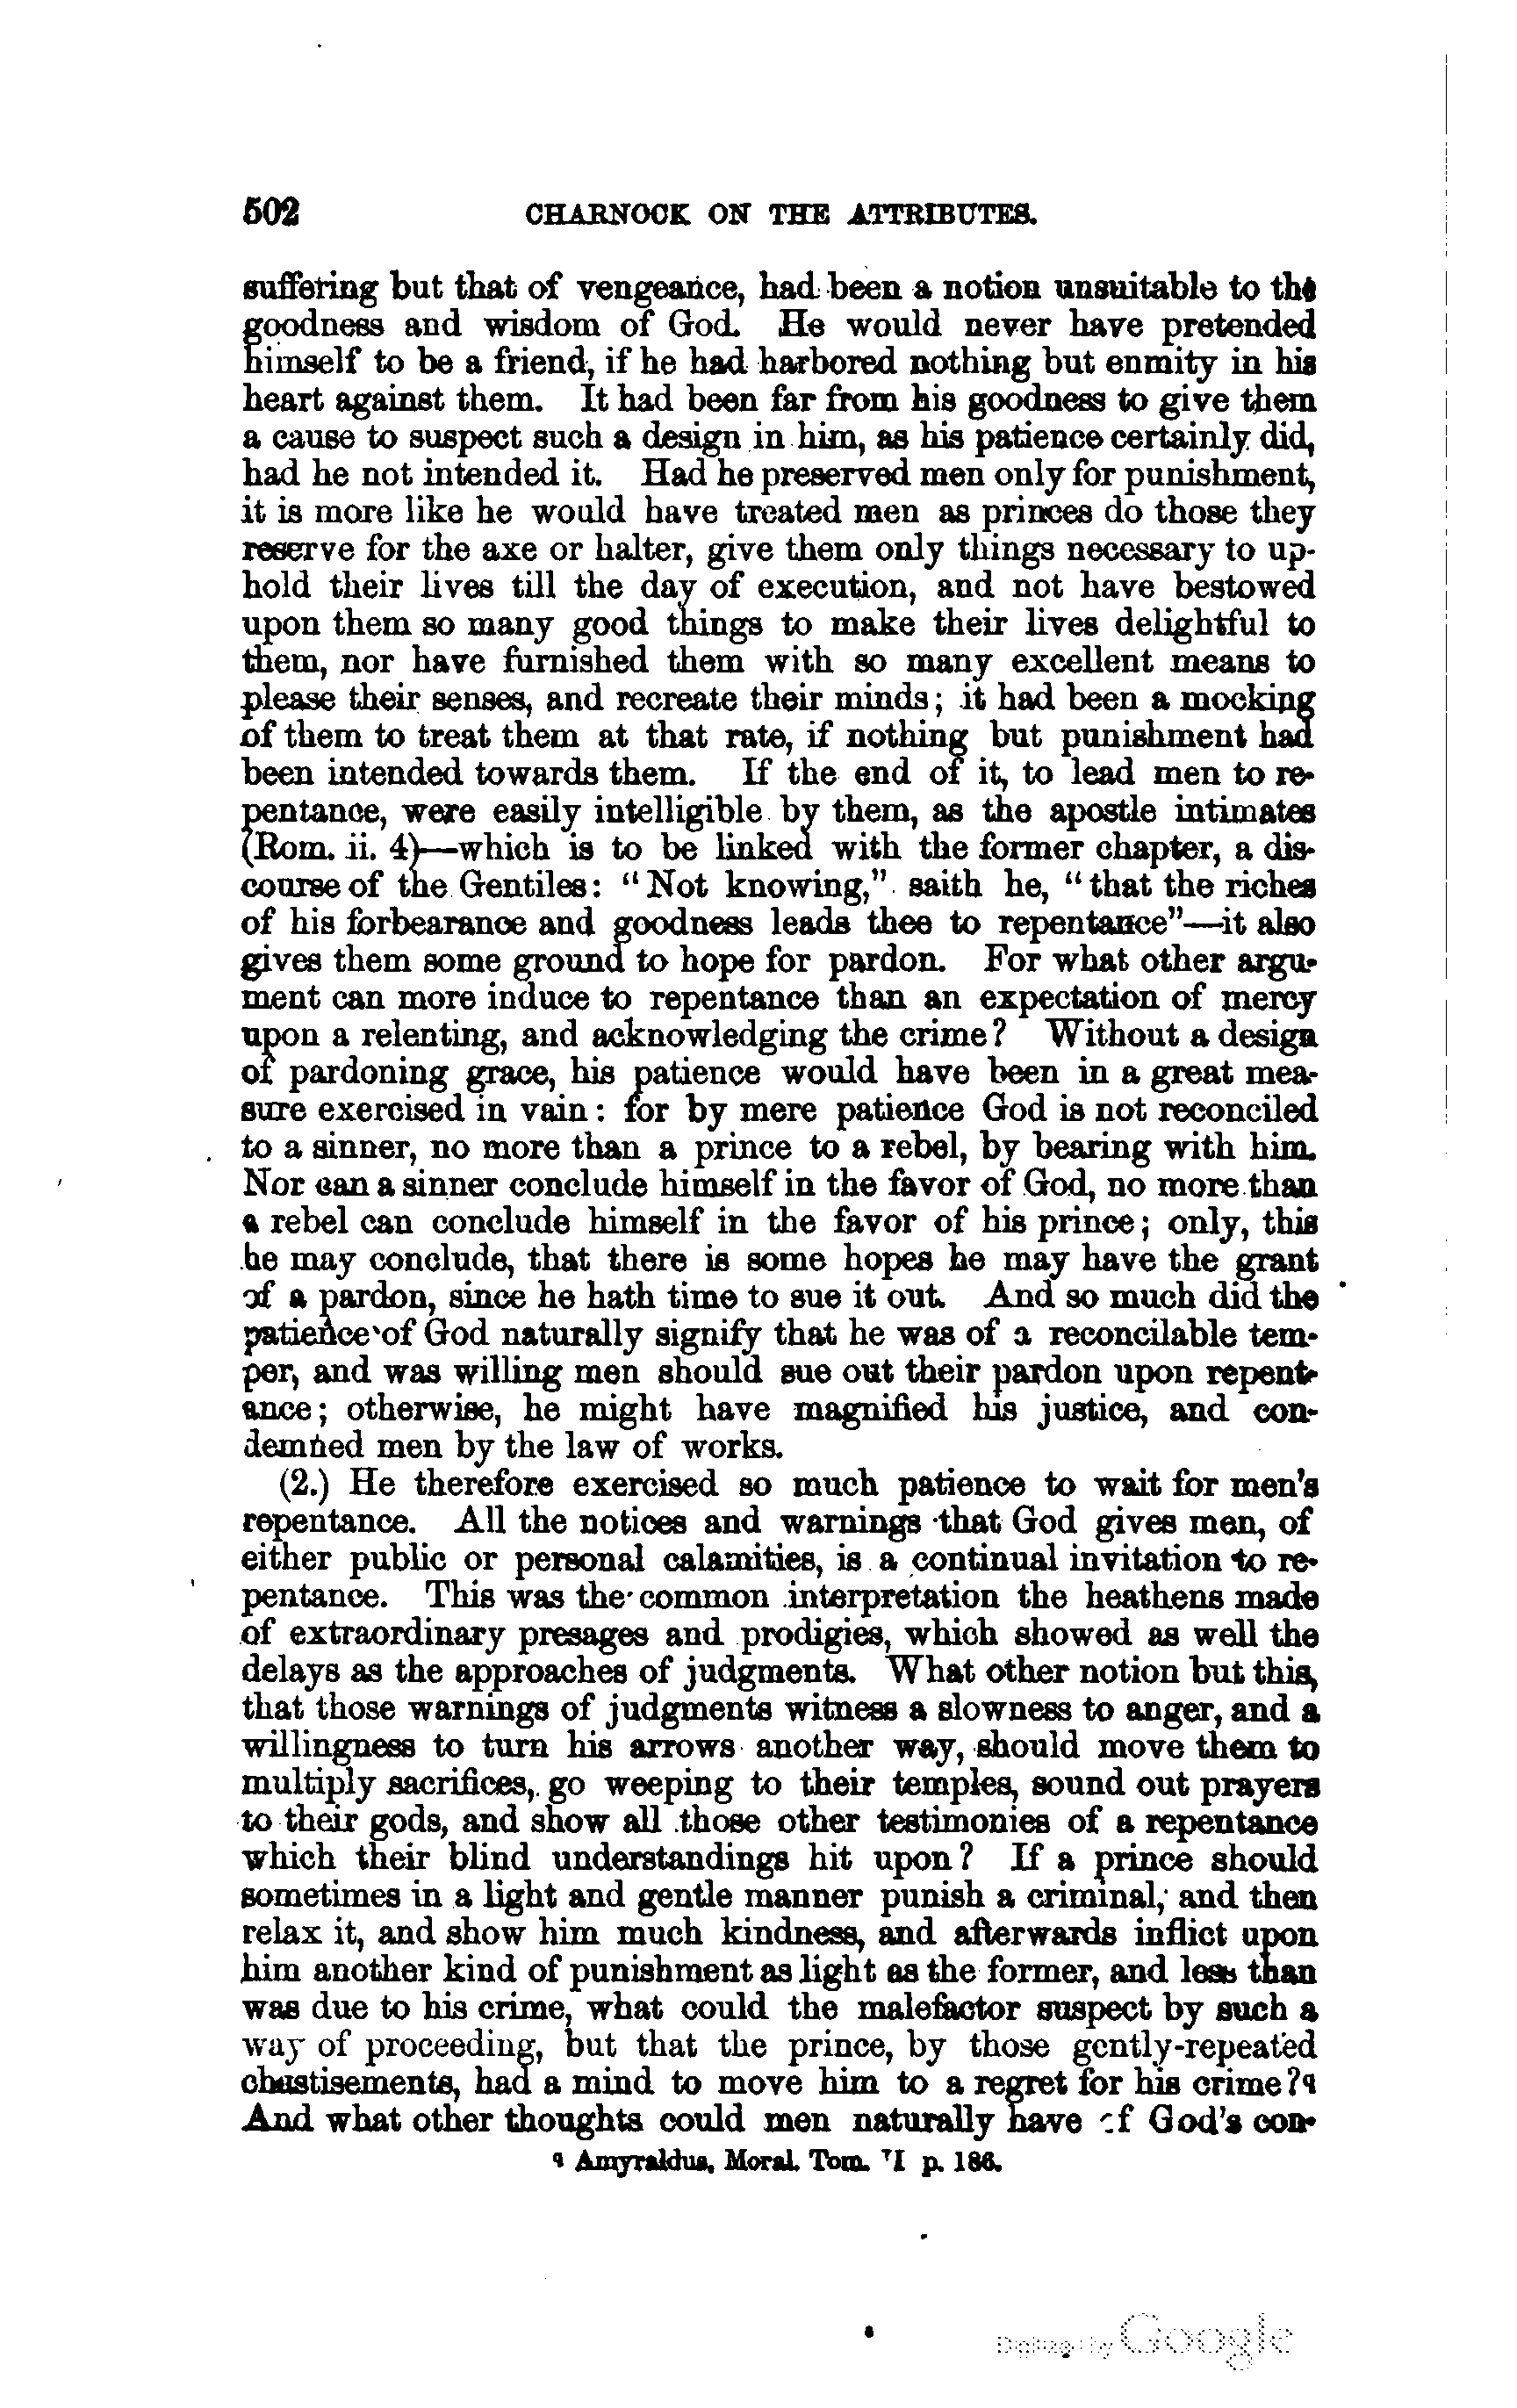 502 CHARNOCK ON THE ATTRIBUTES.
suffering but that of vengeance, had been a notion unsuitable to the
goodness and wisdom of God. He would never have pretended
himself to be a friend, if he had harbored nothing but enmity in his
heart against them. It had been far from his goodness to give them
a cause to suspect such a design in him, as his patience certainly did,
had he not intended it. Had he preserved men only for punishment,
it is more like he would have treated men as princes do those they
reserve for the axe or halter, give them only things necessary to up-
hold their lives till the day of execution, and not have bestowed
upon them so many good things to make their lives delightful to
them, nor have furnished them with so many excellent means to
please their senses, and recreate their minds; it had been a mocking
of them to treat them at that rate, if nothing but punishment had
been intended towards them. If the end of it, to lead men to re-
pentance, were easily intelligible by them, as the apostle intimates
(Rom. ii. 4)—which is to be linked with the former chapter, a dis-
course of the Gentiles: "Not knowing," saith he, "that the riches
of his forbearance and goodness leads thee to repentance"—it also
gives them some ground to hope for pardon. For what other argu-
ment can more induce to repentance than an expectation of mercy
upon a relenting, and acknowledging the crime? Without a design
of pardoning grace, his patience would have been in a great mea-
sure exercised in vain: for by mere patience God is not reconciled
to a sinner, no more than a prince to a rebel, by bearing with him.
Nor can a sinner conclude himself in the favor of God, no more than
a rebel can conclude himself in the favor of his prince; only, this
he may conclude, that there is some hopes he may have the grant
of a pardon, since he hath time to sue it out. And so much did the
patience of God naturally signify that he was of a reconcilable tem-
per, and was willing men should sue out their pardon upon repent-
ance; otherwise, he might have magnified his justice, and con-
demned men by the law of works.
(2.) He therefore exercised so much patience to wait for men's
repentance. All the notices and warnings that God gives men, of
either public or personal calamities, is a continual invitation to re-
pentance. This was the common interpretation the heathens made
of extraordinary presages and prodigies, which showed as well the
delays as the approaches of judgments. What other notion but this,
that those warnings of judgments witness a slowness to anger, and a
willingness to turn his arrows another way, should move them to
multiply sacrifices, go weeping to their temples, sound out prayers
to their gods, and show all those other testimonies of a repentance
which their blind understandings hit upon? If a prince should
sometimes in a light and gentle manner punish a criminal, and then
relax it, and show him much kindness, and afterwards inflict upon
him another kind of punishment as light as the former, and less than
was due to his crime, what could the malefactor suspect by such a
way of proceeding, but that the prince, by those gently-repeated
chastisements, had a mind to move him to a regret for his crime?q
And what other thoughts could men naturally have of God's con-
q Amyraldus, Moral. Tom. p. 186.
Digitized by Google